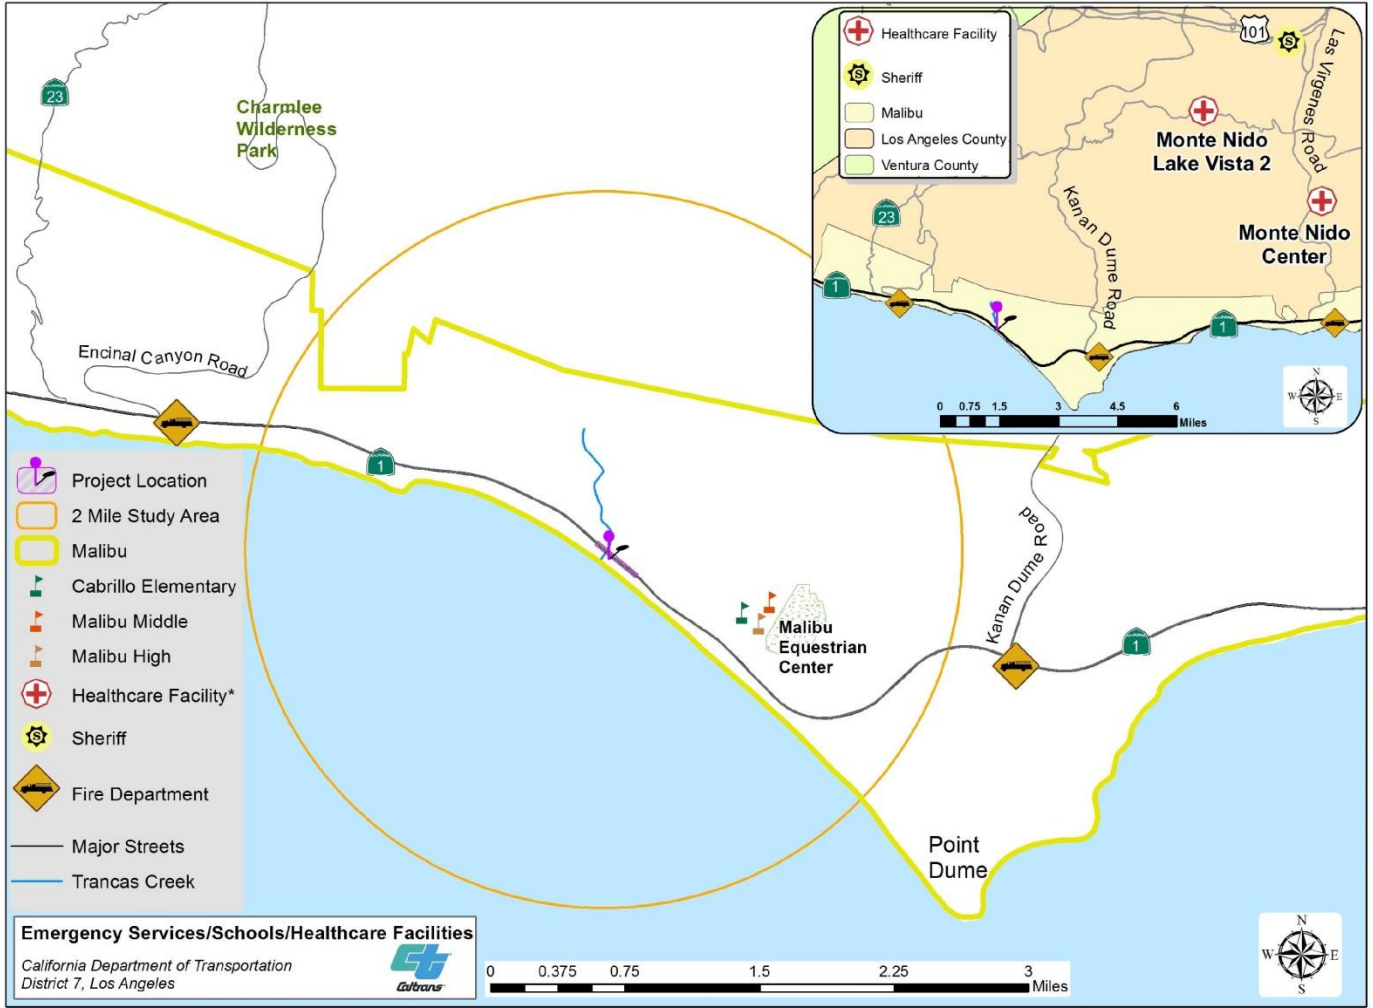 23
Charmlee
Wilderness
Park
Encinal Canyon Road
1
Malibu
Equestrian
Center
Kanan Dume Road
1
Point
Dume
Healthcare Facility
Sheriff
Malibu
Los Angeles County
Ventura County
101
S
Las Virgenes Road
Monte Nido
Lake Vista 2
Monte Nido
Center
Kanan Dume Road
23
1
1
0 0.75 1.5 3 4.5 6
Miles
N
W E
S
Project Location
2 Mile Study Area
Malibu
Cabrillo Elementary
Malibu Middle
Malibu High
Healthcare Facility*
S
Sheriff
Fire Department
Major Streets
Trancas Creek
Emergency Services/Schools/Healthcare Facilities
California Department of Transportation
District 7, Los Angeles
ct
Caltrans
0 0.375 0.75 1.5 2.25 3
Miles
N
W E
S